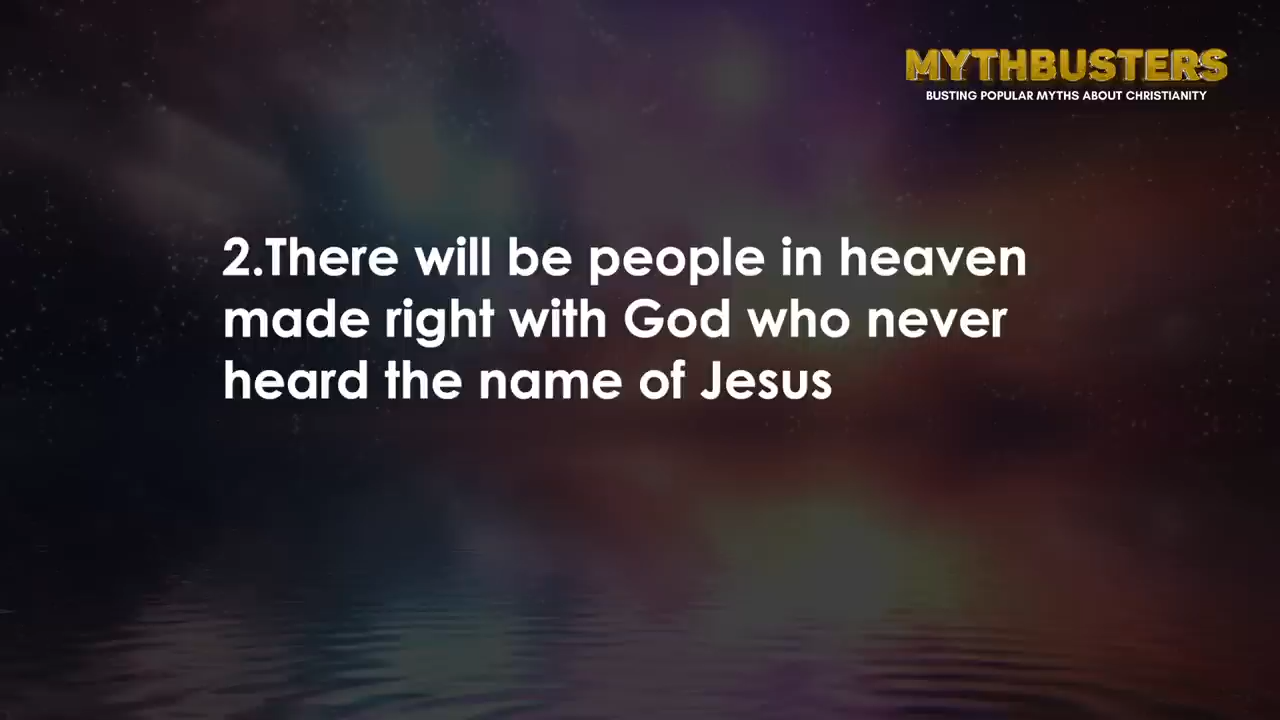 MYTHBUSTERS
BUSTING POPULAR MYTHS ABOUT CHRISTIANITY
2.There will be people in heaven
made right with God who never
heard the name of Jesus